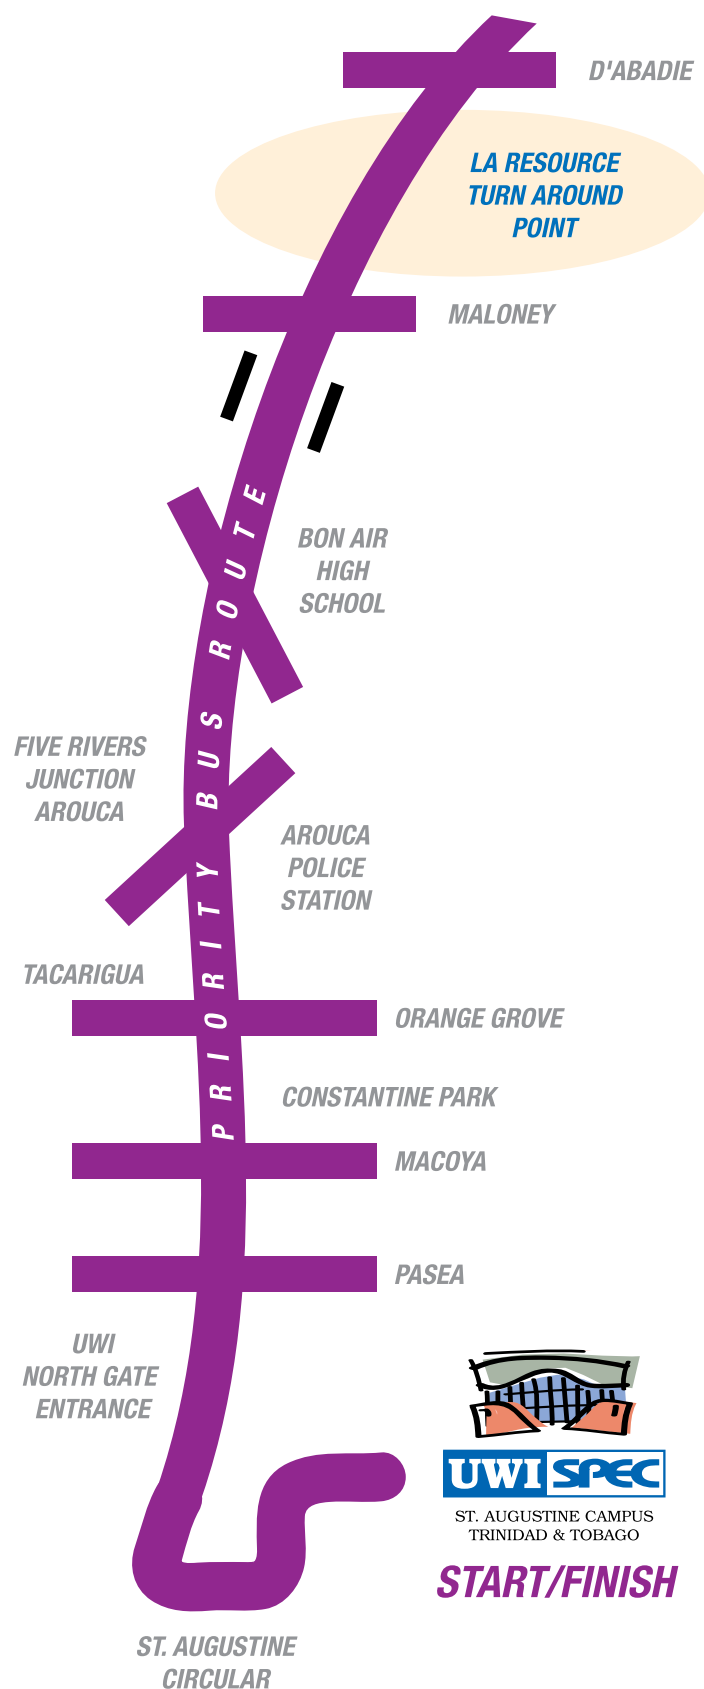 D'ABADIE
LA RESOURCE
TURN AROUND
POINT
MALONEY
BON AIR
HIGH
SCHOOL
PRIORITY BUS ROUTE
FIVE RIVERS
JUNCTION
AROUCA
AROUCA
POLICE
STATION
TACARIGUA
ORANGE GROVE
CONSTANTINE PARK
MACOYA
PASEA
UWI
NORTH GATE
ENTRANCE
UWI SPEC
ST. AUGUSTINE CAMPUS
TRINIDAD & TOBAGO
START/FINISH
ST. AUGUSTINE
CIRCULAR